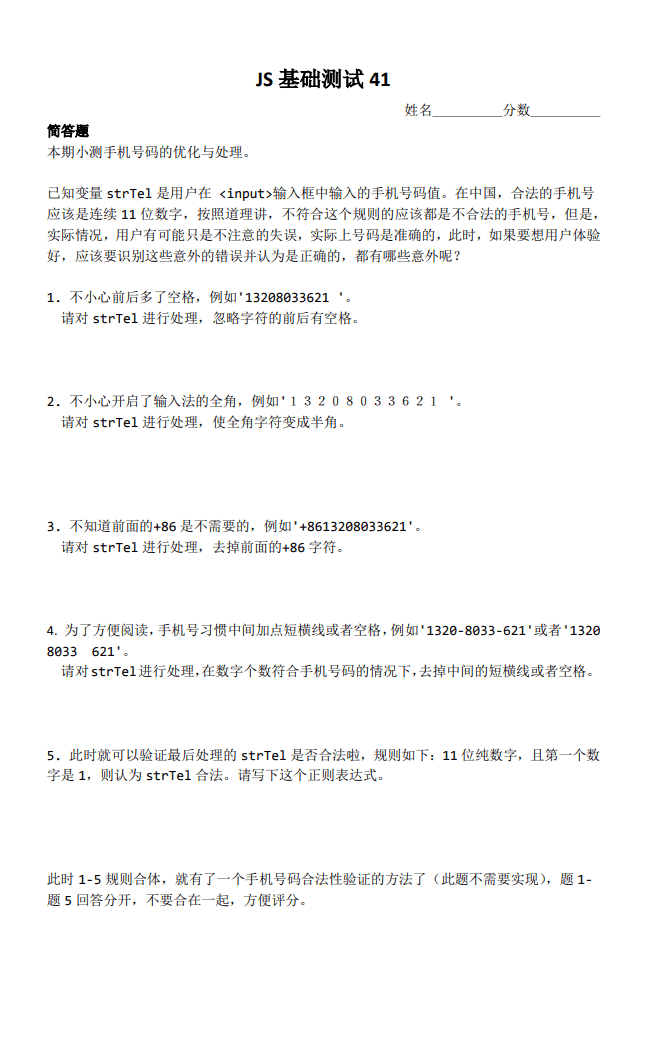 JS 基础测试 41
姓名__________分数__________
简答题
本期小测手机号码的优化与处理。
已知变量 strTel 是用户在 <input>输入框中输入的手机号码值。在中国，合法的手机号
应该是连续 11 位数字，按照道理讲，不符合这个规则的应该都是不合法的手机号，但是，
实际情况，用户有可能只是不注意的失误，实际上号码是准确的，此时，如果要想用户体验
好，应该要识别这些意外的错误并认为是正确的，都有哪些意外呢？
1. 不小心前后多了空格，例如'13208033621 '。
请对 strTel 进行处理，忽略字符的前后有空格。
2. 不小心开启了输入法的全角，例如'１３２０８０３３６２１ '。
请对 strTel 进行处理，使全角字符变成半角。
3. 不知道前面的+86 是不需要的，例如'+8613208033621'。
请对 strTel 进行处理，去掉前面的+86 字符。
4. 为了方便阅读，手机号习惯中间加点短横线或者空格，例如'1320-8033-621'或者'1320
8033  621'。
请对 strTel 进行处理，在数字个数符合手机号码的情况下，去掉中间的短横线或者空格。
5. 此时就可以验证最后处理的 strTel 是否合法啦，规则如下：11 位纯数字，且第一个数
字是 1，则认为 strTel 合法。请写下这个正则表达式。
此时 1-5 规则合体，就有了一个手机号码合法性验证的方法了（此题不需要实现），题 1-
题 5 回答分开，不要合在一起，方便评分。